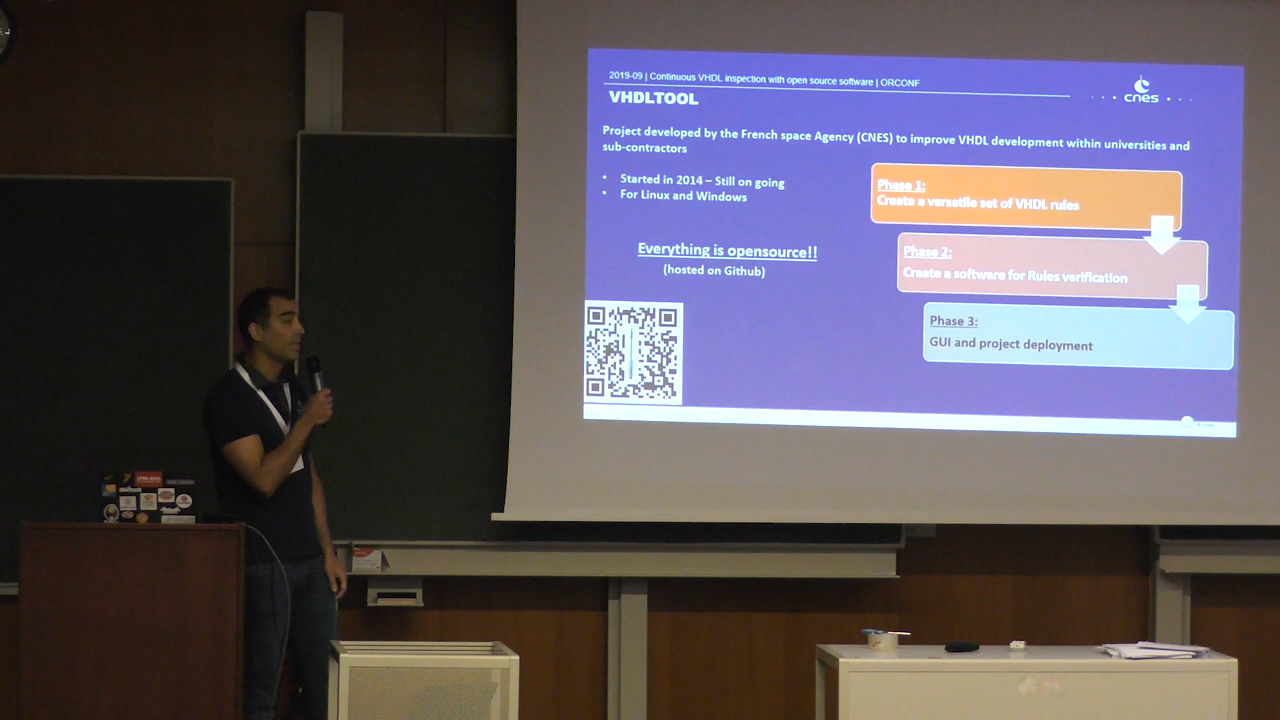 2019-09 | Continuous VHDL inspection with open source software | ORCONF
cnes
VHDLTOOL
Project developed by the French space Agency (CNES) to improve VHDL development within universities and
sub-contractors
• Started in 2014 – Still on going
• For Linux and Windows
Everything is opensource!!
(hosted on Github)
Phase 1:
Create a versatile set of VHDL rules
Phase 2:
Create a software for Rules verification
Phase 3:
GUI and project deployment